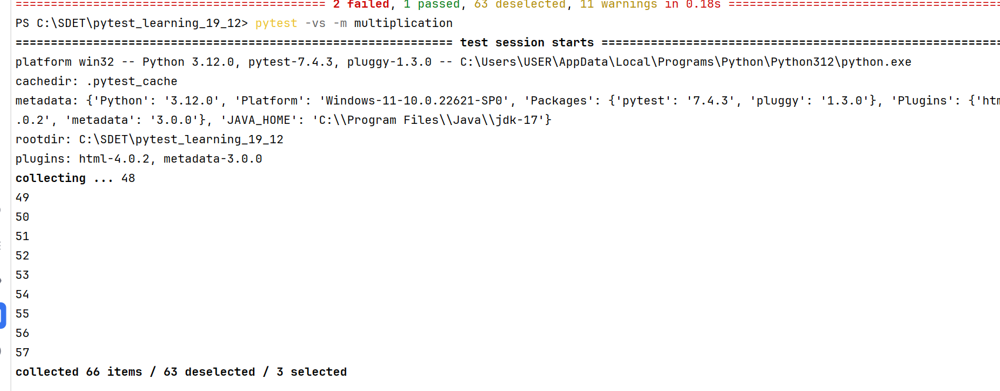 ========================================== 2 failed, 1 passed, 63 deselected, 11 warnings in 0.18s ======================================
PS C:\SDET\pytest_learning_19_12> pytest -vs -m multiplication
============================================================== test session starts =========================================================
platform win32 -- Python 3.12.0, pytest-7.4.3, pluggy-1.3.0 -- C:\Users\USER\AppData\Local\Programs\Python\Python312\python.exe
cachedir: .pytest_cache
metadata: {'Python': '3.12.0', 'Platform': 'Windows-11-10.0.22621-SP0', 'Packages': {'pytest': '7.4.3', 'pluggy': '1.3.0'}, 'Plugins': {'htm
.0.2', 'metadata': '3.0.0'}, 'JAVA_HOME': 'C:\\Program Files\\Java\\jdk-17'}
rootdir: C:\SDET\pytest_learning_19_12
plugins: html-4.0.2, metadata-3.0.0
collecting ... 48
49
50
51
52
53
54
55
56
57
collected 66 items / 63 deselected / 3 selected